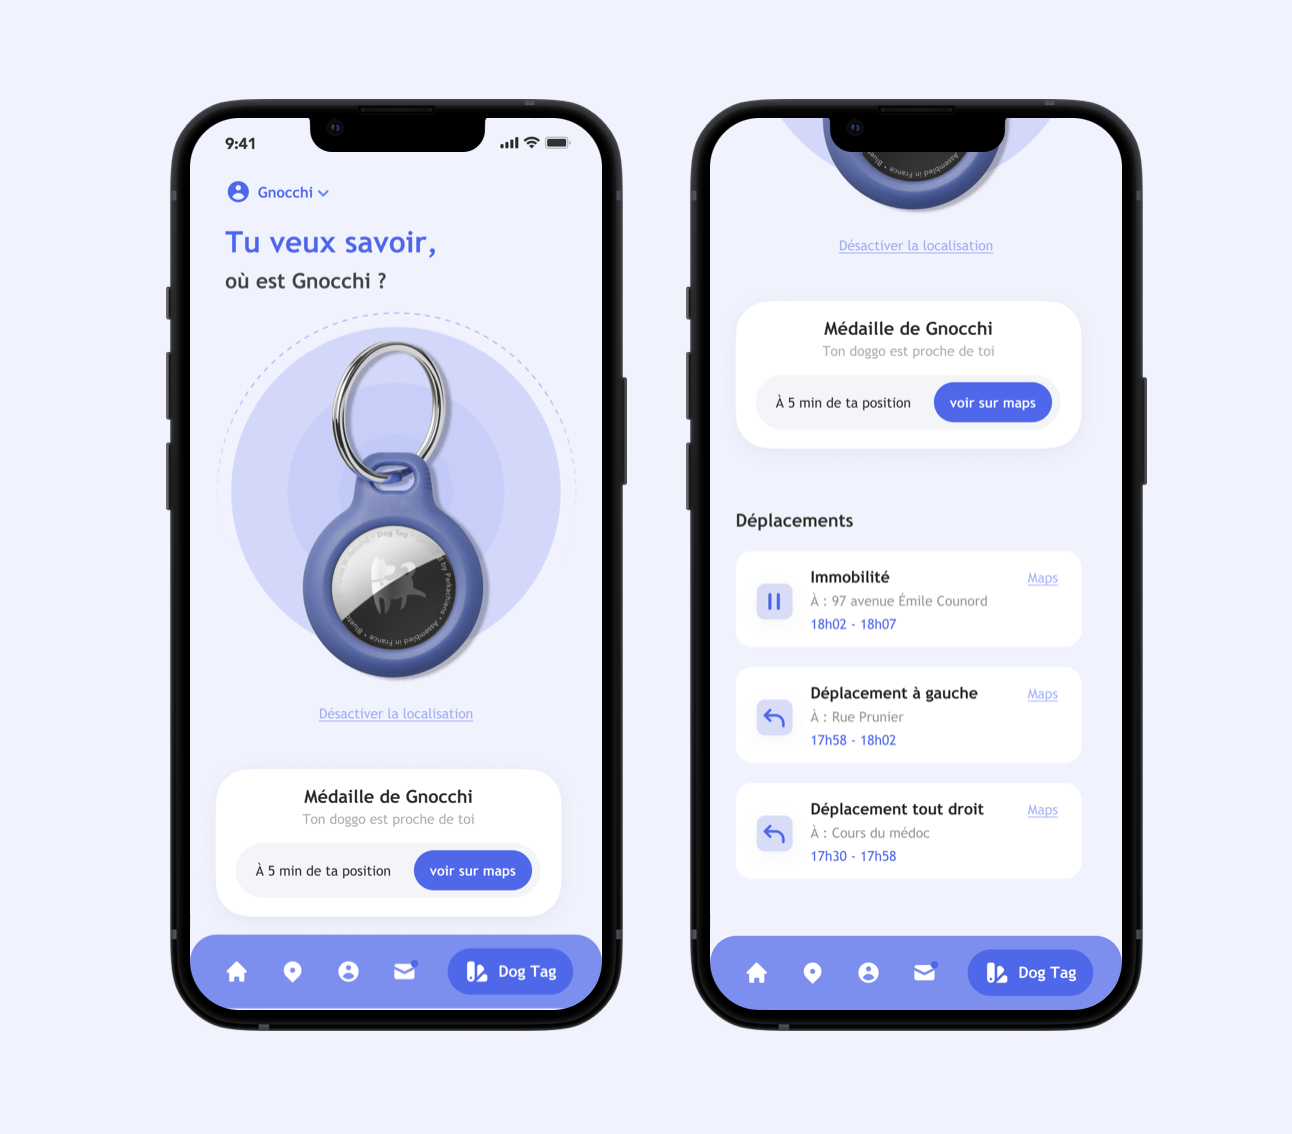 9:41
Gnocchi
Tu veux savoir,
où est Gnocchi ?
Dog Tag
by Parkachiens • Assembled in France •
Désactiver la localisation
Médaille de Gnocchi
Ton doggo est proche de toi
À 5 min de ta position
voir sur maps
Dog Tag
Assembled in France •
Désactiver la localisation
Médaille de Gnocchi
Ton doggo est proche de toi
À 5 min de ta position
voir sur maps
Déplacements
Immobilité
Maps
À : 97 avenue Émile Counord
18h02 - 18h07
Déplacement à gauche
Maps
À : Rue Prunier
17h58 - 18h02
Déplacement tout droit
Maps
À : Cours du médoc
17h30 - 17h58
Dog Tag